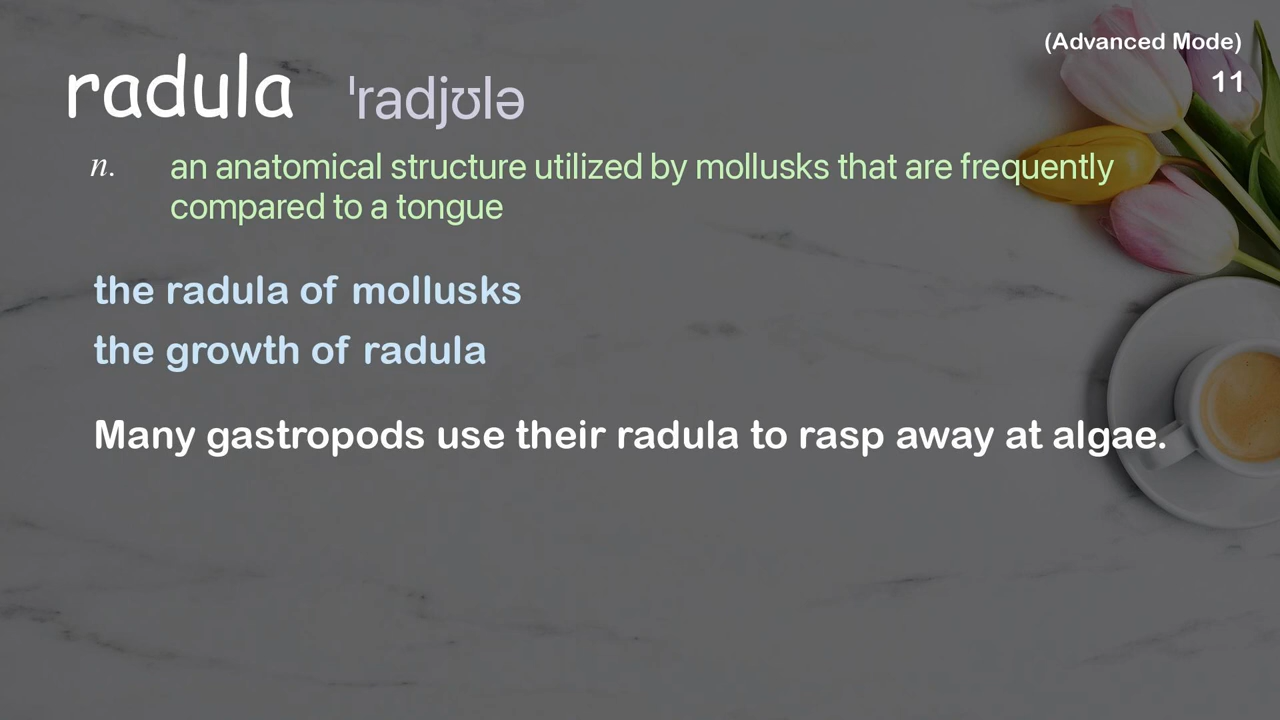 (Advanced Mode)
11
radula ˈradjʊlə
n. an anatomical structure utilized by mollusks that are frequently
compared to a tongue
the radula of mollusks
the growth of radula
Many gastropods use their radula to rasp away at algae.